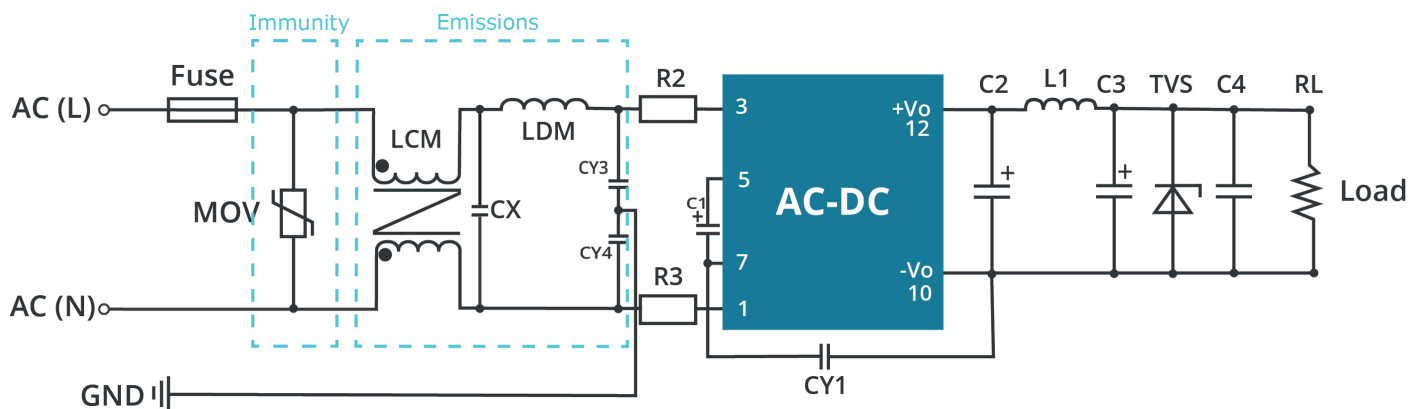 Immunity
Emissions
Fuse
R2
C2
L1
C3
TVS
C4
RL
AC (L)
LCM
LDM
3
+Vo
12
CY3
5
AC-DC
Load
MOV
CX
C1
+
+
+
CY4
7
-Vo
10
R3
1
AC (N)
CY1
GND